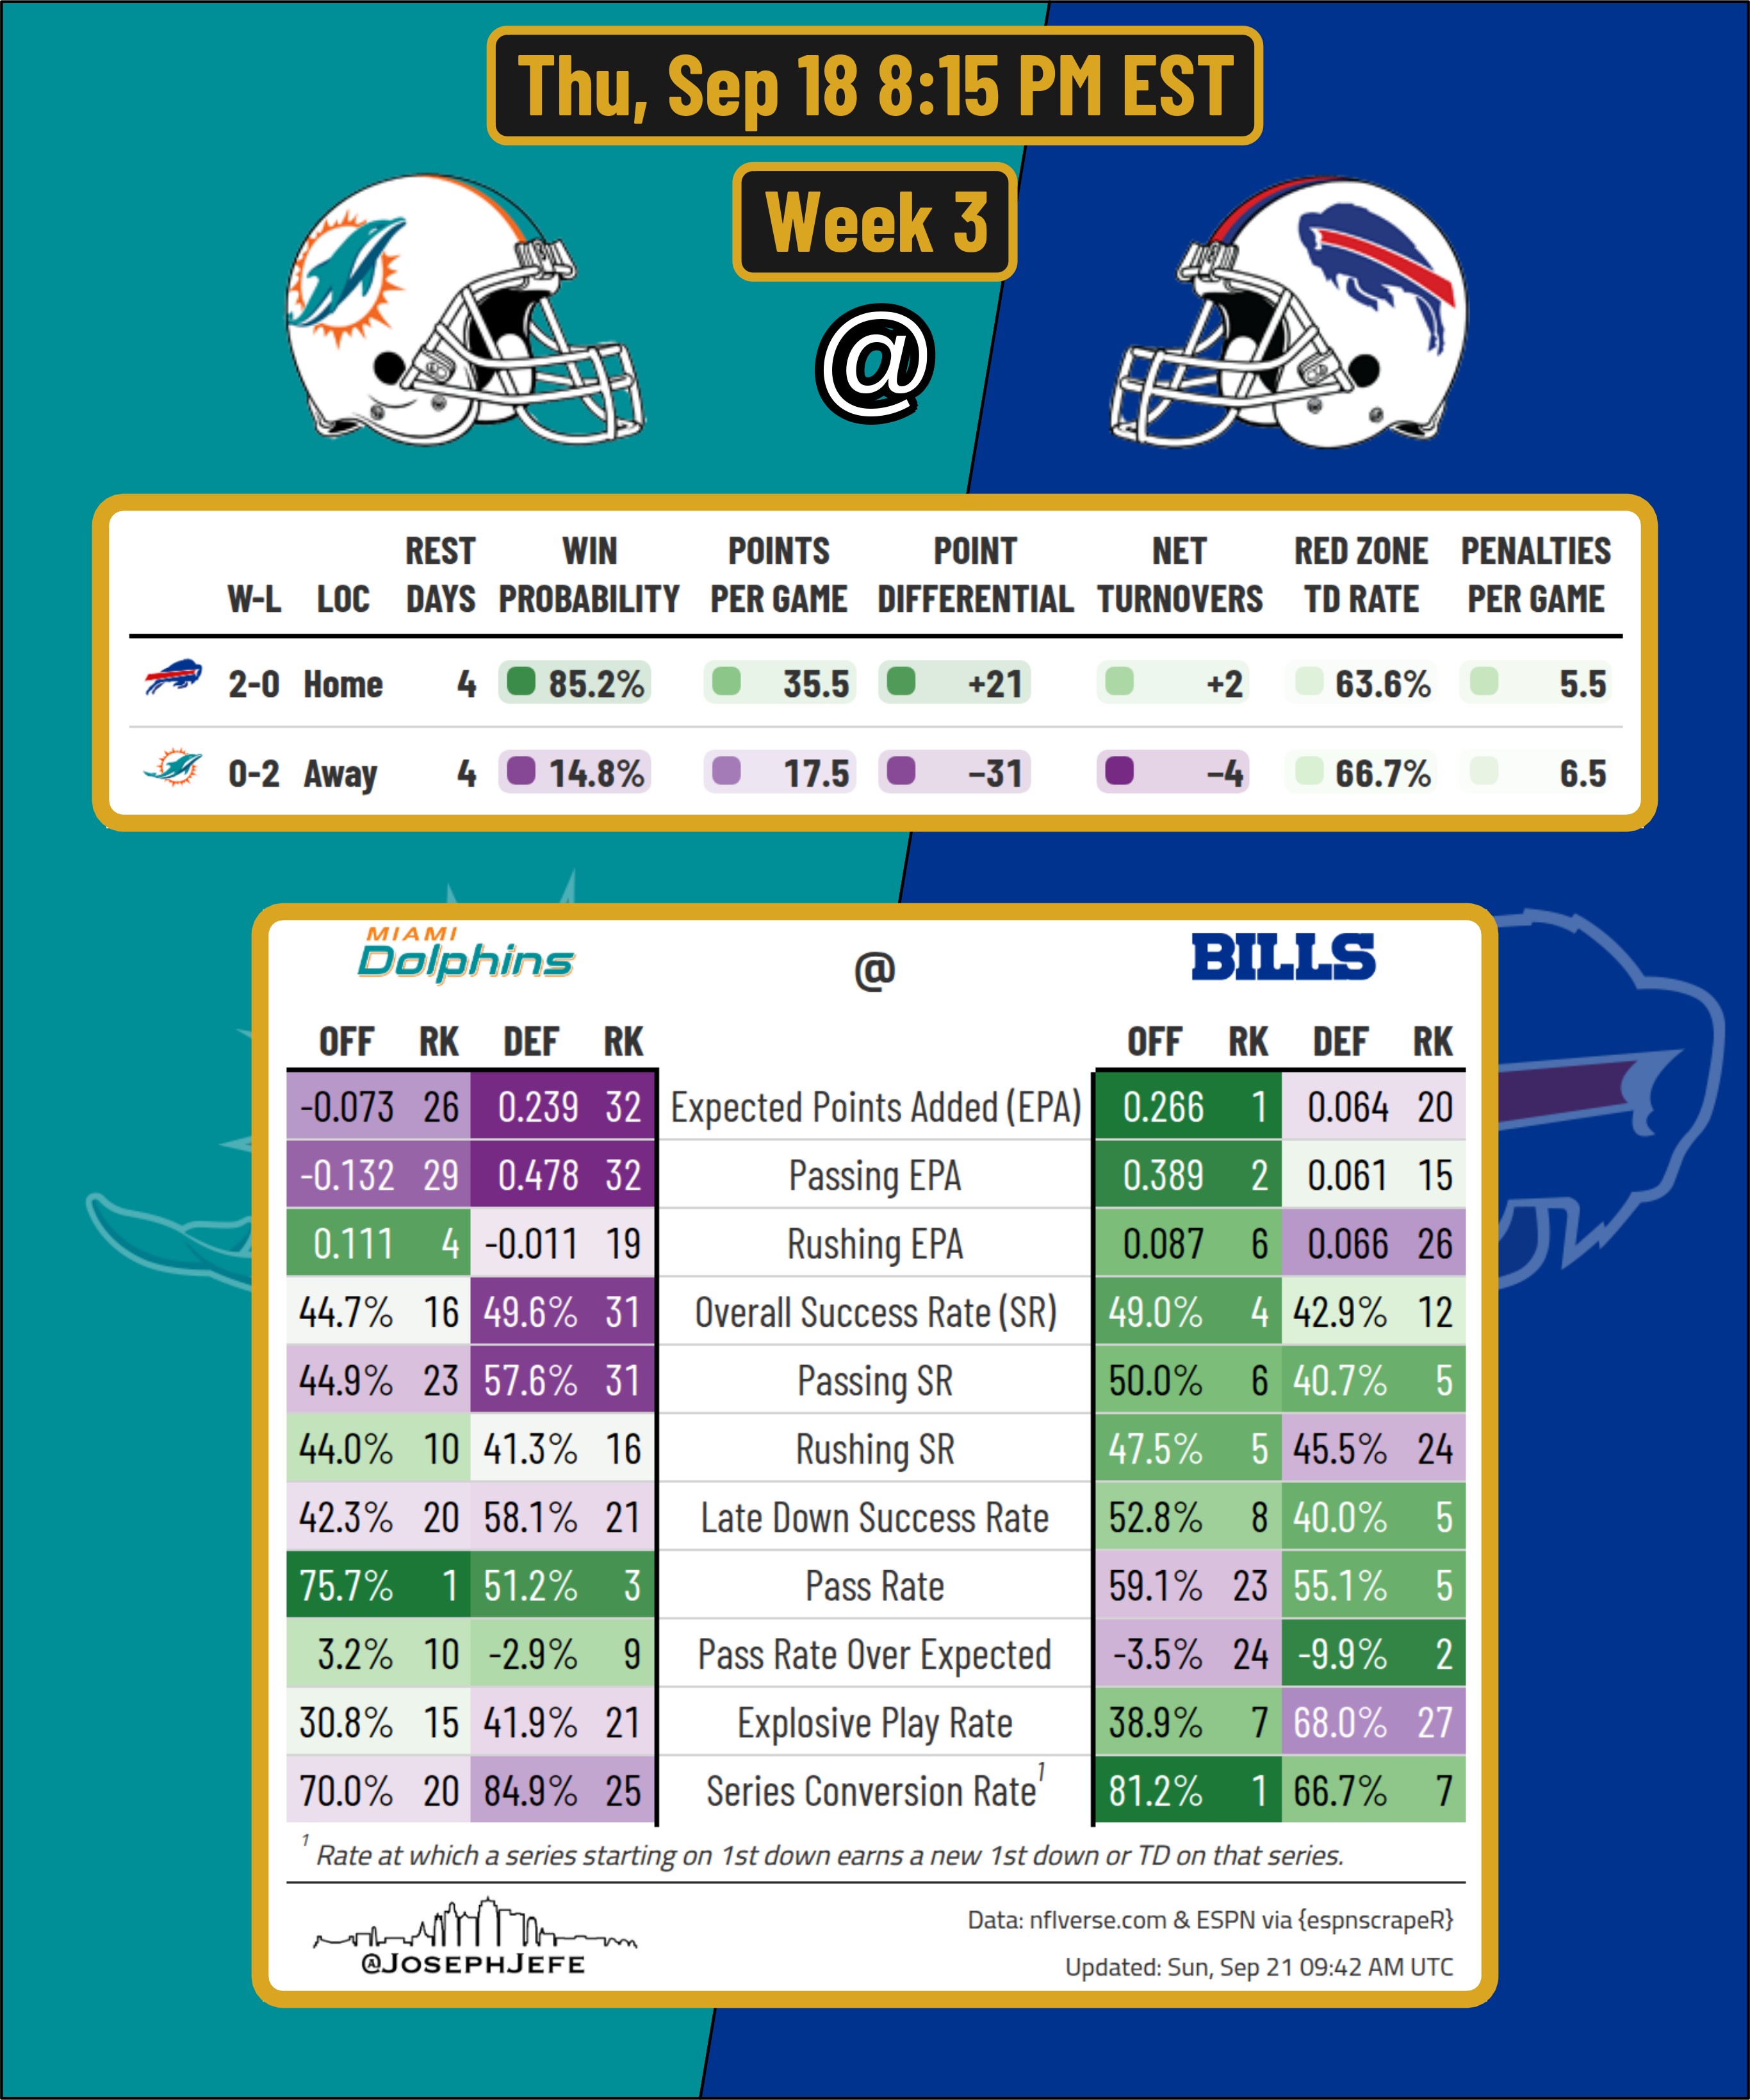 Thu, Sep 18 8:15 PM EST
Week 3
@
REST WIN POINTS POINT NET RED ZONE PENALTIES
W-L LOC DAYS PROBABILITY PER GAME DIFFERENTIAL TURNOVERS TD RATE PER GAME
2-0 Home 4 85.2% 35.5 +21 +2 63.6% 5.5
0-2 Away 4 14.8% 17.5 −31 −4 66.7% 6.5
MIAMI
Dolphins @ BILLS
OFF RK DEF RK OFF RK DEF RK
-0.073 26 0.239 32 Expected Points Added (EPA) 0.266 1 0.064 20
-0.132 29 0.478 32 Passing EPA 0.389 2 0.061 15
0.111 4 -0.011 19 Rushing EPA 0.087 6 0.066 26
44.7% 16 49.6% 31 Overall Success Rate (SR) 49.0% 4 42.9% 12
44.9% 23 57.6% 31 Passing SR 50.0% 6 40.7% 5
44.0% 10 41.3% 16 Rushing SR 47.5% 5 45.5% 24
42.3% 20 58.1% 21 Late Down Success Rate 52.8% 8 40.0% 5
75.7% 1 51.2% 3 Pass Rate 59.1% 23 55.1% 5
3.2% 10 -2.9% 9 Pass Rate Over Expected -3.5% 24 -9.9% 2
30.8% 15 41.9% 21 Explosive Play Rate 38.9% 7 68.0% 27
70.0% 20 84.9% 25 Series Conversion Rate1 81.2% 1 66.7% 7
1 Rate at which a series starting on 1st down earns a new 1st down or TD on that series.
@JOSEPHJEFE
Data: nflverse.com & ESPN via {espnscrapeR}
Updated: Sun, Sep 21 09:42 AM UTC